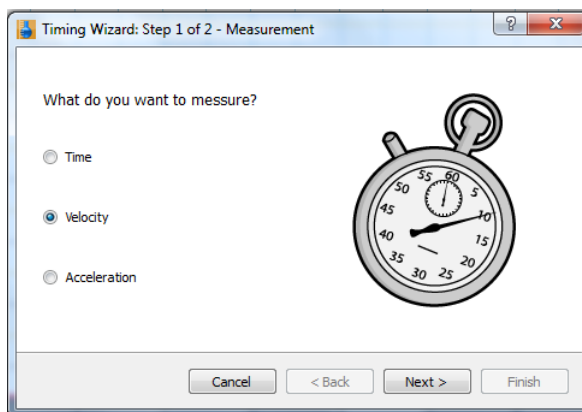 Timing Wizard: Step 1 of 2 - Measurement
?
What do you want to messure?
Time
Velocity
Acceleration
60
5
10
15
20
25
30
35
40
45
50
55
Cancel
< Back
Next >
Finish